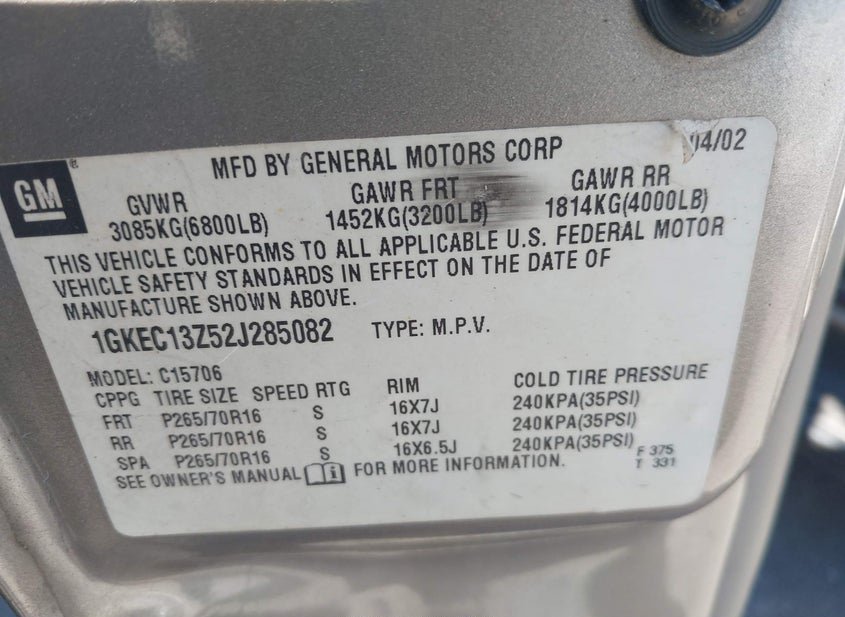 04/02
MFD BY GENERAL MOTORS CORP
GM
®
GVWR GAWR FRT GAWR RR
3085KG(6800LB) 1452KG(3200LB) 1814KG(4000LB)
THIS VEHICLE CONFORMS TO ALL APPLICABLE U.S. FEDERAL MOTOR
VEHICLE SAFETY STANDARDS IN EFFECT ON THE DATE OF
MANUFACTURE SHOWN ABOVE.
1GKEC13Z52J285082 TYPE: M.P.V.
MODEL: C15706
CPPG TIRE SIZE SPEED RTG RIM COLD TIRE PRESSURE
FRT P265/70R16 S 16X7J 240KPA(35PSI)
RR P265/70R16 S 16X7J 240KPA(35PSI)
SPA P265/70R16 S 16X6.5J 240KPA(35PSI)
SEE OWNER'S MANUAL FOR MORE INFORMATION.
F 375
T 331